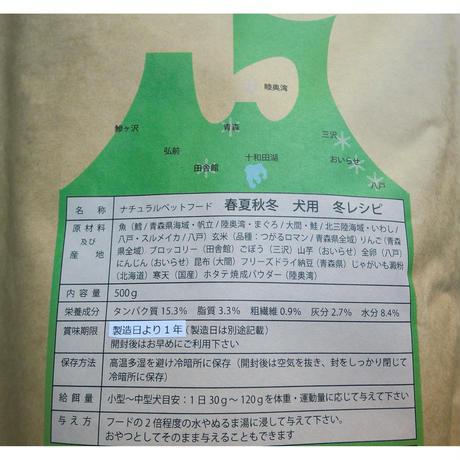 陸奥湾
鰺ヶ沢
青森
三沢
弘前
十和田湖
おいらせ
田舎館
八戸
名称 ナチュラルペットフード 春夏秋冬 犬用 冬レシピ
原材料及び産地
魚(鱈/青森県海域・帆立/陸奥湾・まぐろ/大間・鮭/北三陸海域・いわし/
八戸・スルメイカ/八戸)玄米(品種:つがるロマン/青森県全域)りんご(青森
県全域)ブロッコリー(田舎館)ごぼう(三沢)山芋(おいらせ)全卵(八戸)
にんじん(おいらせ)昆布(大間)フリーズドライ納豆(青森県)じゃがいも澱粉
(北海道)寒天(国産)ホタテ焼成パウダー(陸奥湾)
内容量 500g
栄養成分 タンパク質 15.3% 脂質 3.3% 粗繊維 0.9% 灰分 2.7% 水分 8.4%
賞味期限 製造日より1年(製造日は別途記載)
開封後はお早めにご利用下さい
保存方法 高温多湿を避け冷暗所に保存(開封後は空気を抜き、封をしっかり閉じて
冷暗所に保存)
給餌量 小型〜中型犬目安:1日30g〜120gを体重・運動量に応じて与えて下さい
与え方 フードの2倍程度の水やぬるま湯に浸して与えて下さい。
おやつとしてそのまま与えることもできます